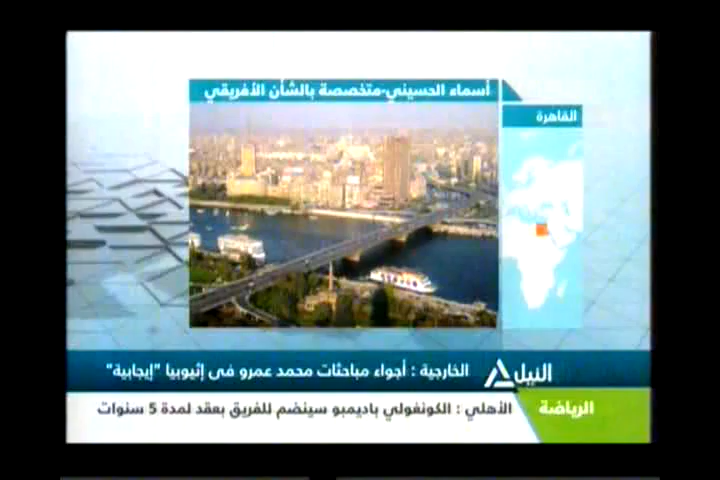 أسماء الحسيني-متخصصة بالشأن الأفريقي
القاهرة
النيل
الخارجية : أجواء مباحثات محمد عمرو فى إثيوبيا "إيجابية"
الرياضة
الأهلي : الكونغولي باديمبو سينضم للفريق بعقد لمدة 5 سنوات